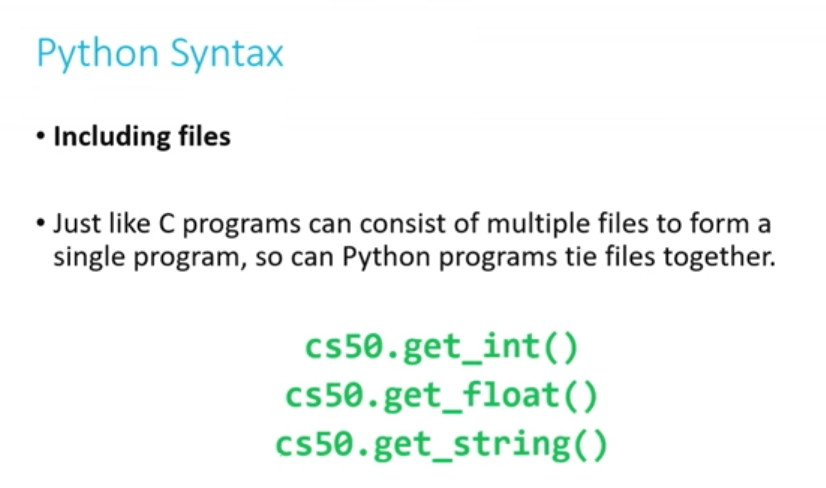 Python Syntax
• Including files
• Just like C programs can consist of multiple files to form a
single program, so can Python programs tie files together.
cs50.get_int()
cs50.get_float()
cs50.get_string()